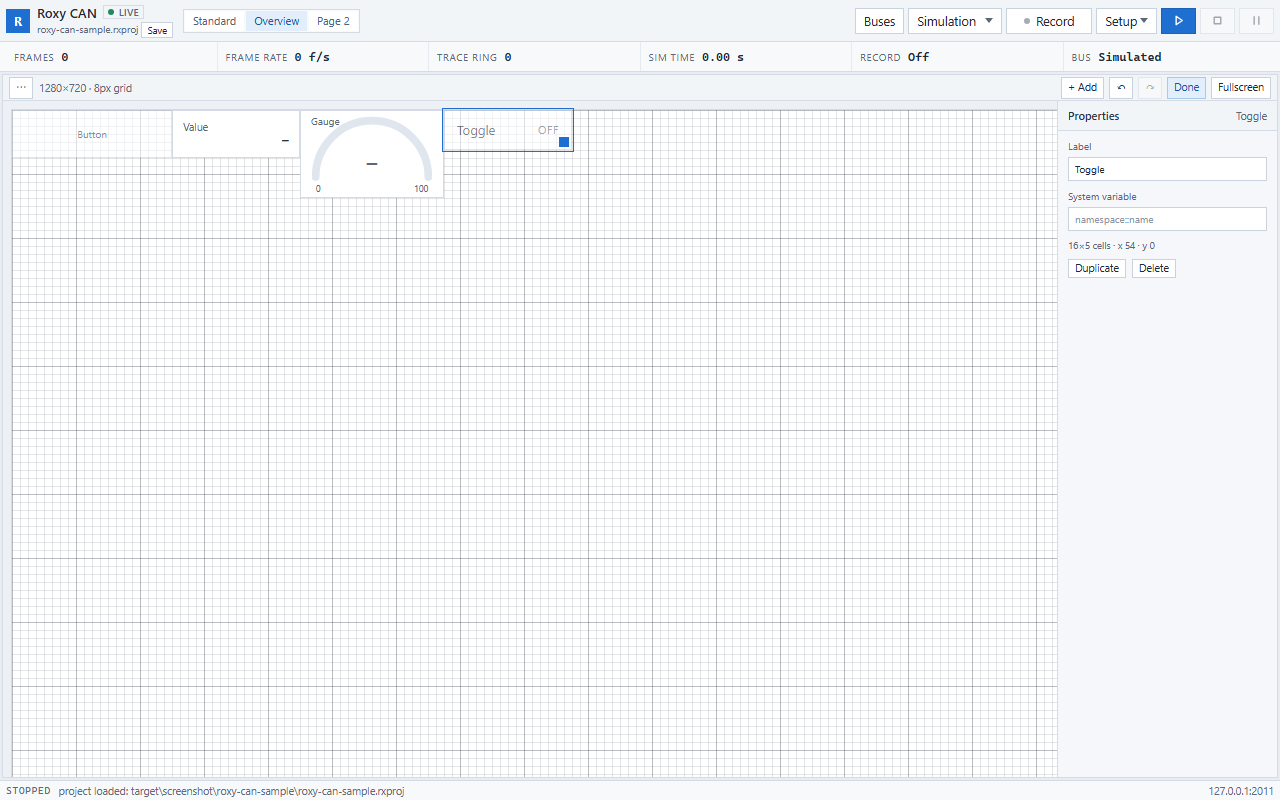 R Roxy CAN LIVE
roxy-can-sample.rxproj Save
Standard Overview Page 2
Buses Simulation Record Setup
FRAMES 0 FRAME RATE 0 f/s TRACE RING 0 SIM TIME 0.00 s RECORD Off BUS Simulated
... 1280×720 · 8px grid + Add Done Fullscreen
Button
Value
–
Gauge
–
0 100
Toggle OFF
Properties Toggle
Label
Toggle
System variable
namespace::name
16×5 cells · x 54 · y 0
Duplicate Delete
STOPPED project loaded: target\screenshot\roxy-can-sample\roxy-can-sample.rxproj 127.0.0.1:2011